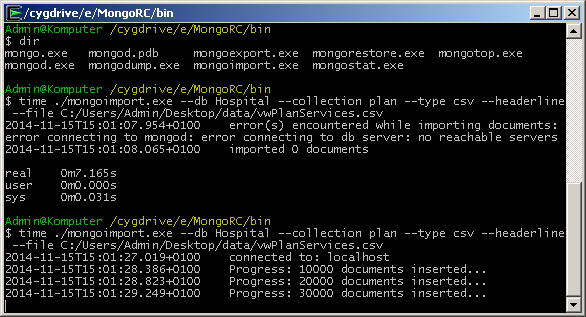 /cygdrive/e/MongoRC/bin
Admin@Komputer /cygdrive/e/MongoRC/bin
$ dir
mongo.exe   mongod.pdb     mongoexport.exe  mongorestore.exe  mongotop.exe
mongod.exe  mongodump.exe  mongoimport.exe  mongostat.exe
Admin@Komputer /cygdrive/e/MongoRC/bin
$ time ./mongoimport.exe --db Hospital --collection plan --type csv --headerline
--file C:/Users/Admin/Desktop/data/vwPlanServices.csv
2014-11-15T15:01:07.954+0100    error(s) encountered while importing documents:
error connecting to mongod: error connecting to db server: no reachable servers
2014-11-15T15:01:08.065+0100    imported 0 documents
real    0m7.165s
user    0m0.000s
sys     0m0.031s
Admin@Komputer /cygdrive/e/MongoRC/bin
$ time ./mongoimport.exe --db Hospital --collection plan --type csv --headerline
--file C:/Users/Admin/Desktop/data/vwPlanServices.csv
2014-11-15T15:01:27.019+0100    connected to: localhost
2014-11-15T15:01:28.386+0100    Progress: 10000 documents inserted...
2014-11-15T15:01:28.823+0100    Progress: 20000 documents inserted...
2014-11-15T15:01:29.249+0100    Progress: 30000 documents inserted...